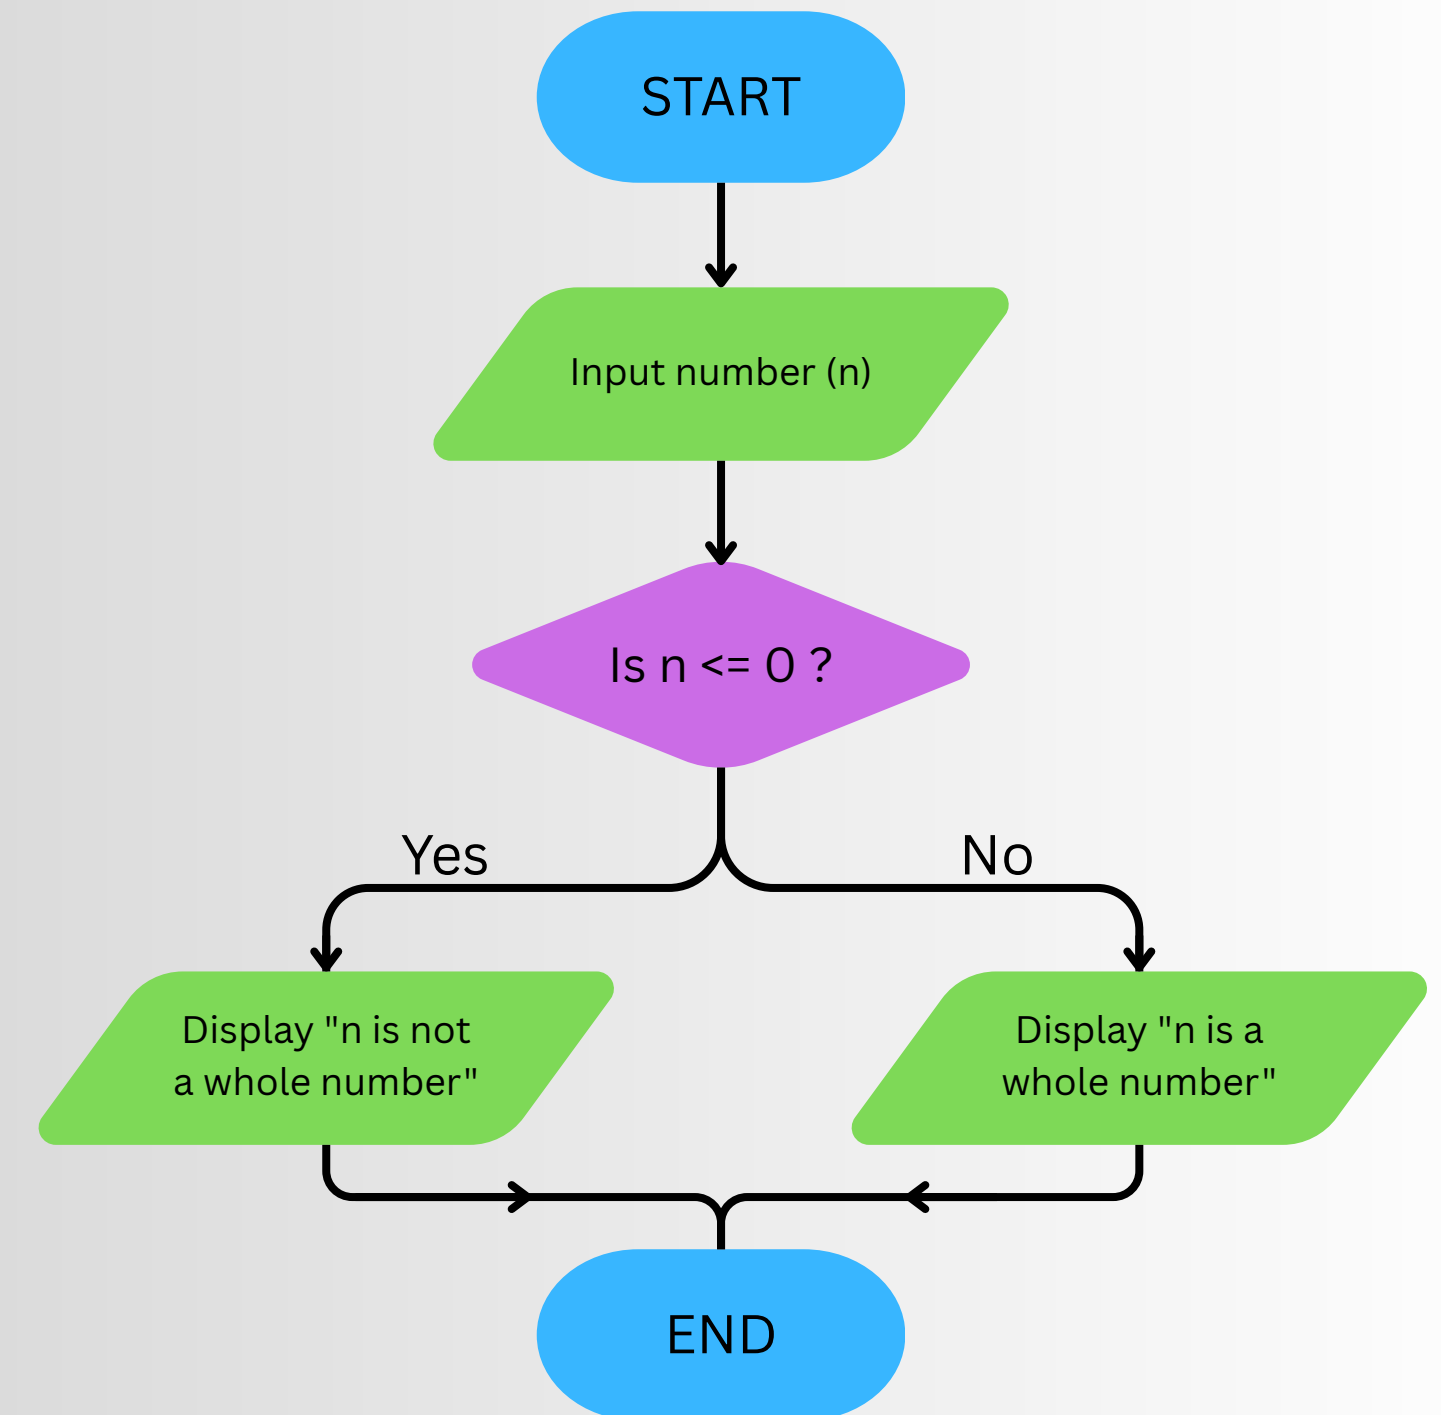 START
Input number (n)
Is n <= 0 ?
Yes
No
Display "n is not
a whole number"
Display "n is a
whole number"
END